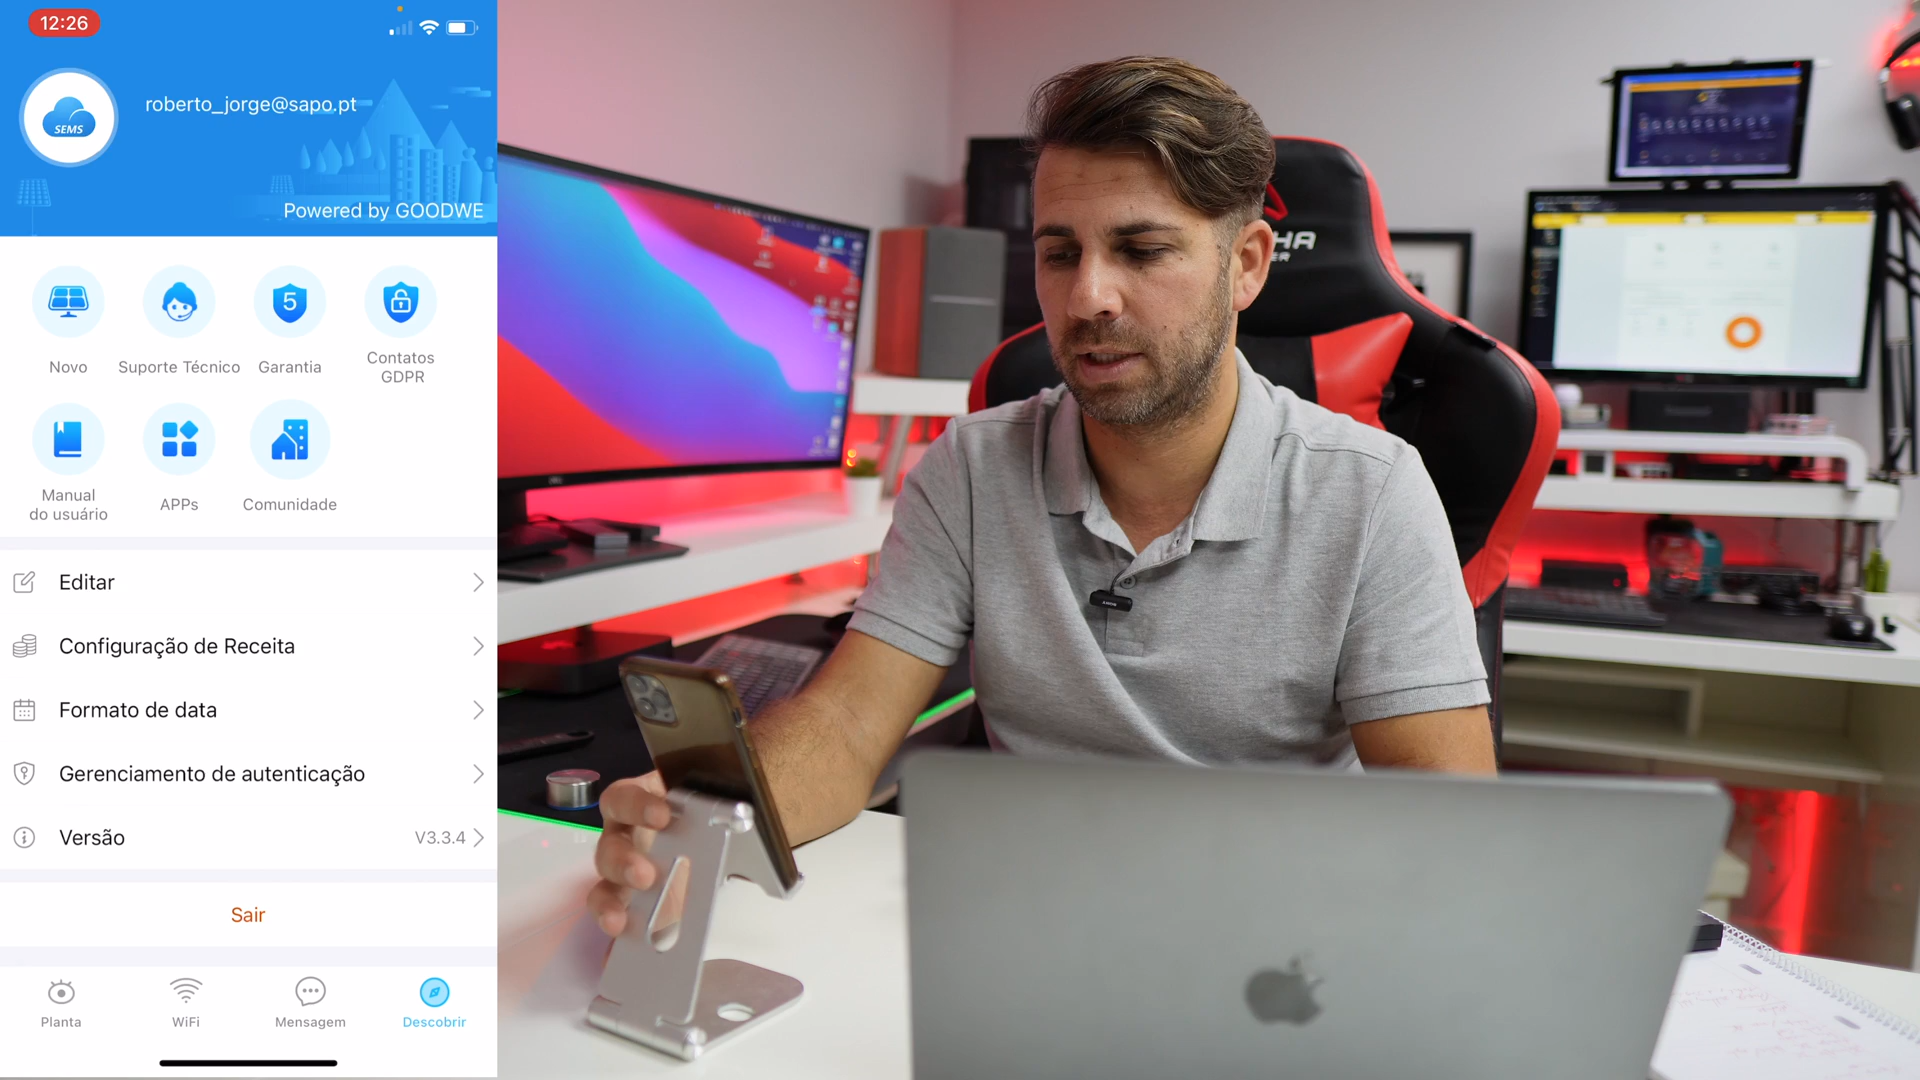 12:26
roberto_jorge@sapo.pt
SEMS
Powered by GOODWE
5
Novo
Suporte Técnico
Garantia
Contatos
GDPR
Manual
do usuário
APPs
Comunidade
Editar
Configuração de Receita
Formato de data
Gerenciamento de autenticação
Versão
V3.3.4
Sair
Planta
WiFi
Mensagem
Descobrir